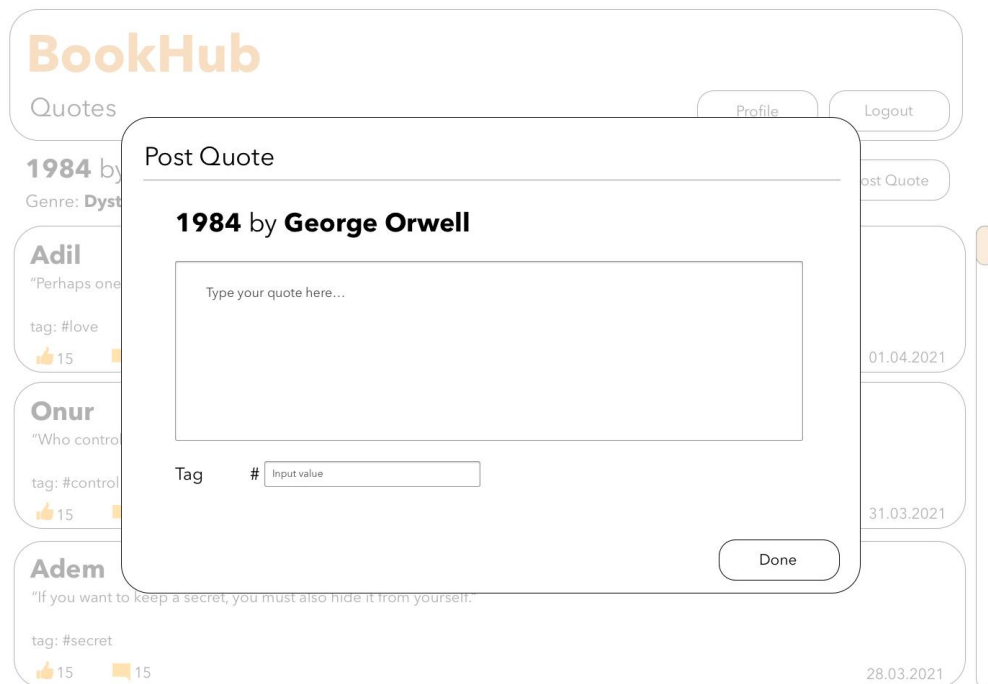 BookHub
Quotes
Profile
Logout
1984 by
Genre:
ost Quote
Post Quote
1984 by George Orwell
Type your quote here...
Tag # Input value
Done
Adil
“Perhaps one
tag: #love
15
01.04.2021
Onur
“Who
tag: #control
15
31.03.2021
Adem
“If you want to keep a secret, you must also hide it from yourself.”
tag: #secret
15 15
28.03.2021